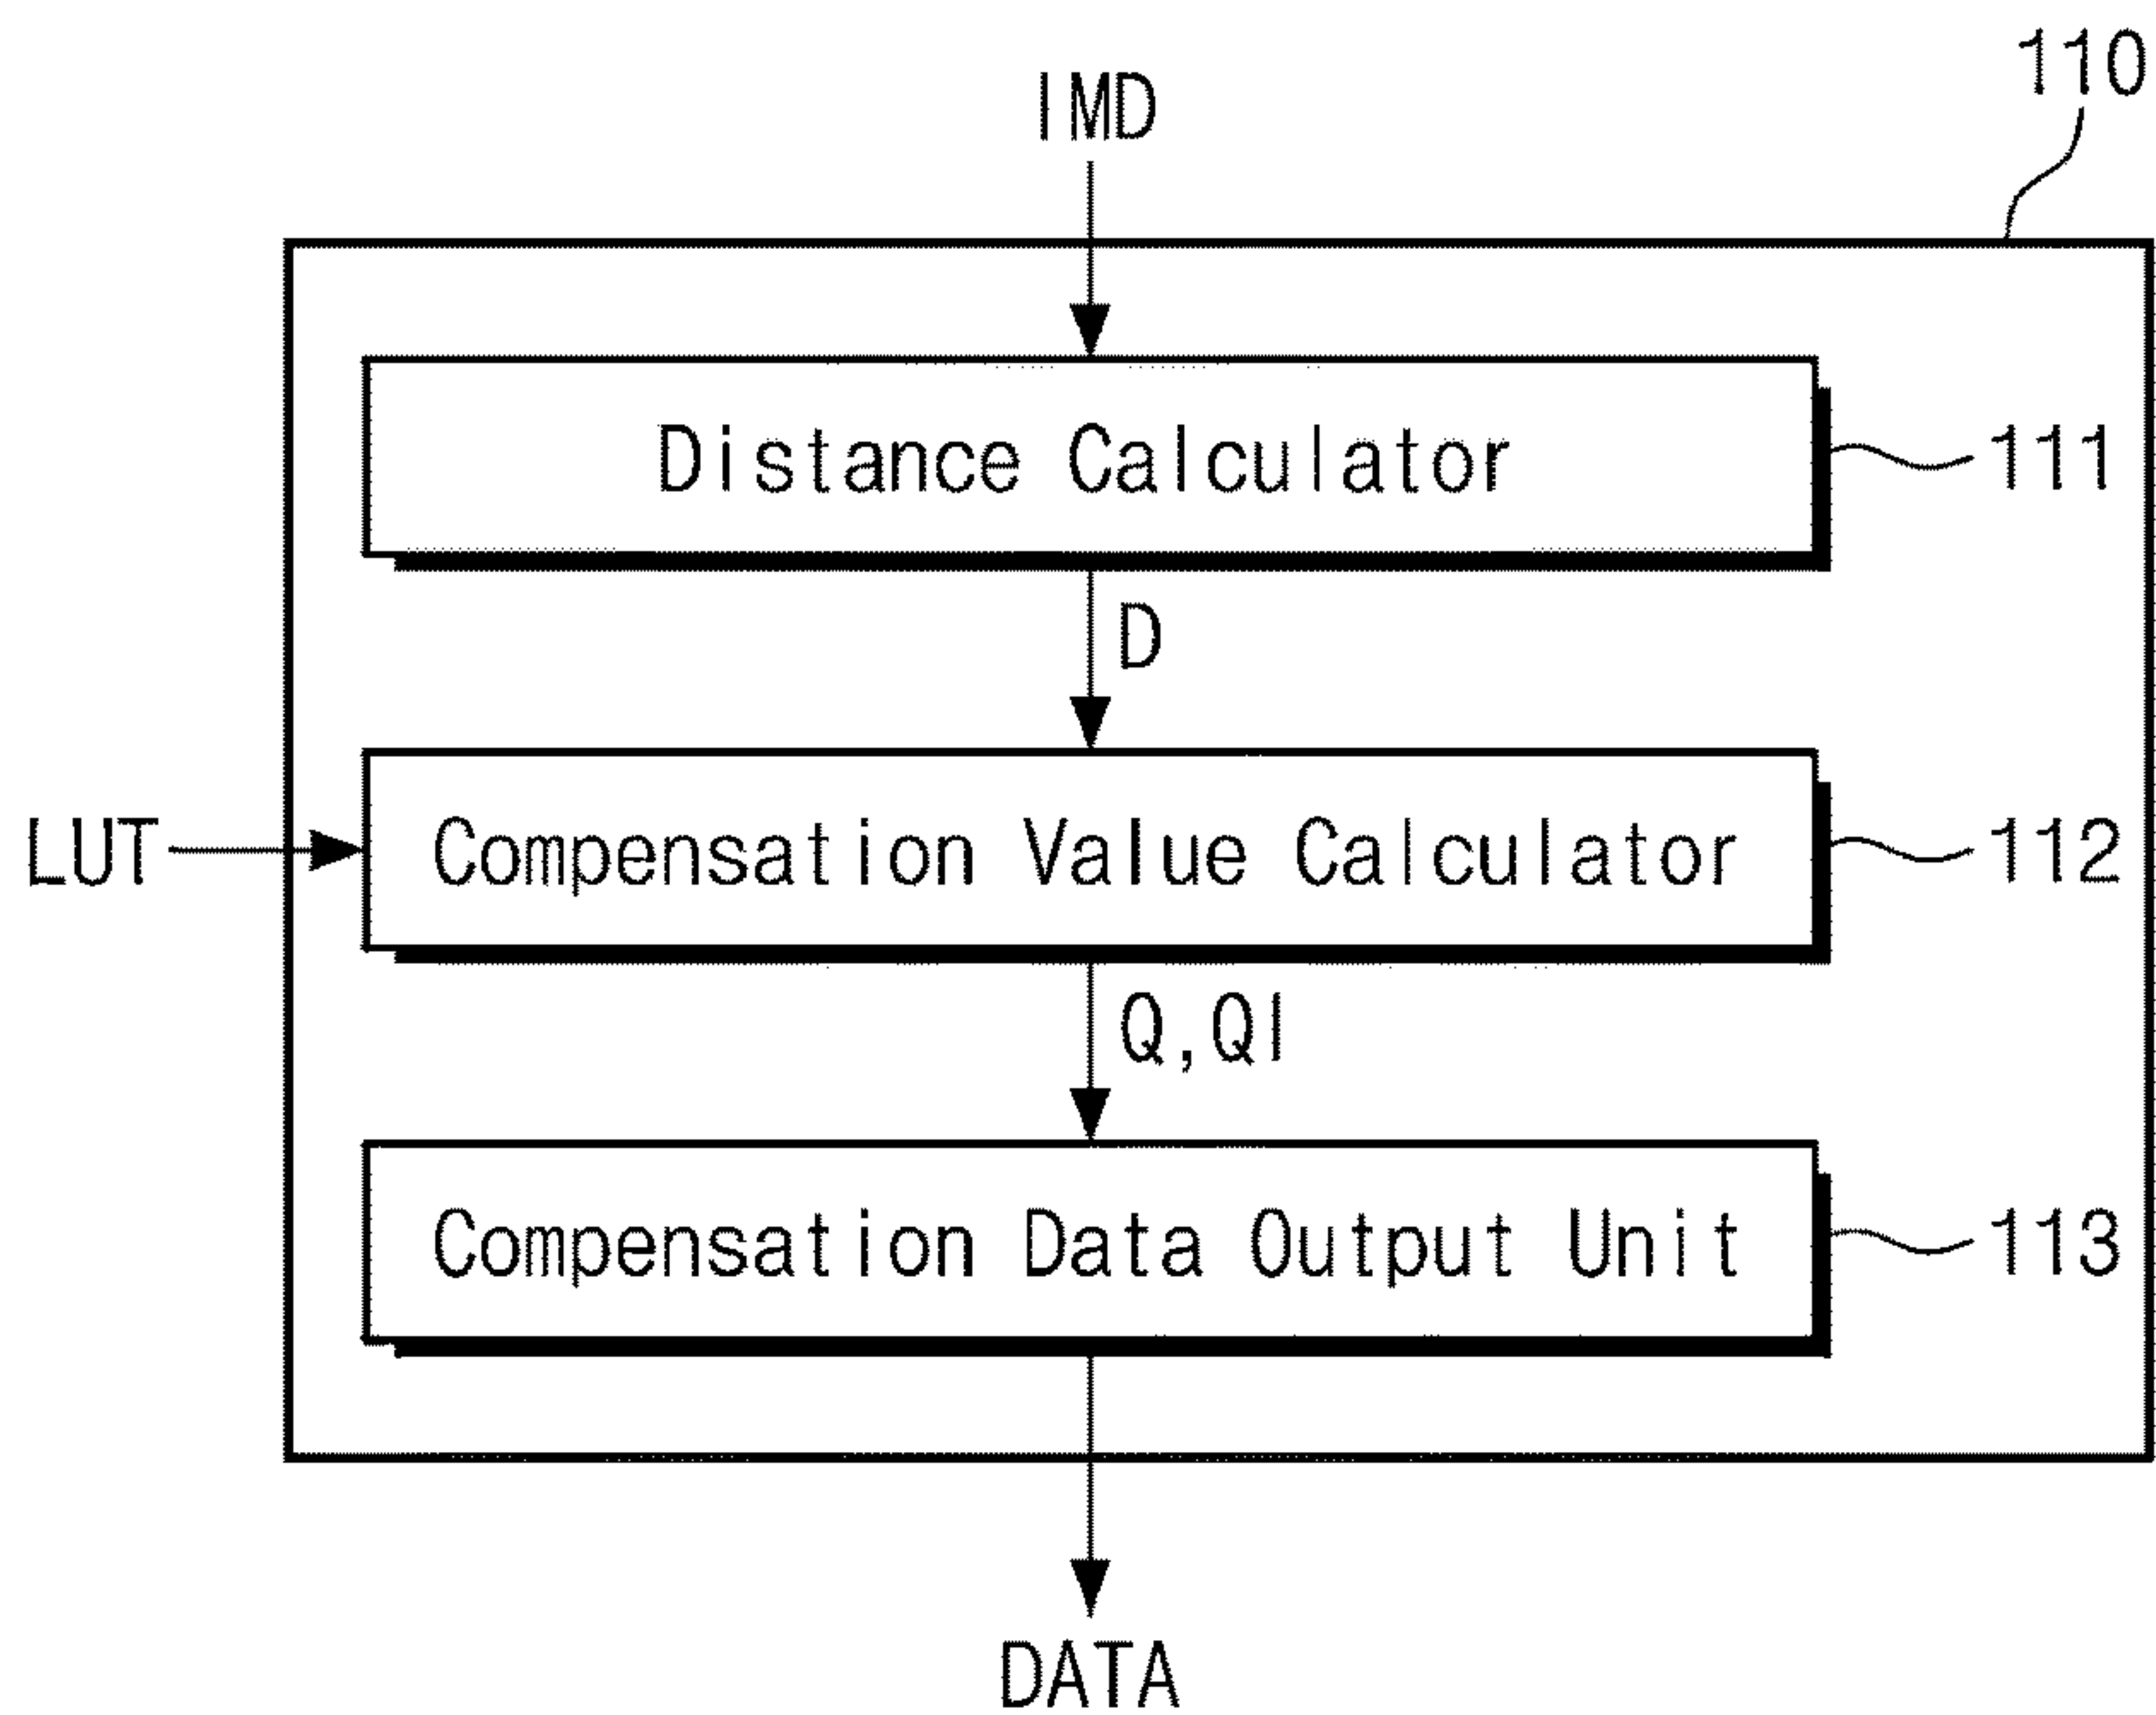 110
IMD
Distance Calculator
111
D
LUT
Compensation Value Calculator
112
Q,QI
Compensation Data Output Unit
113
DATA